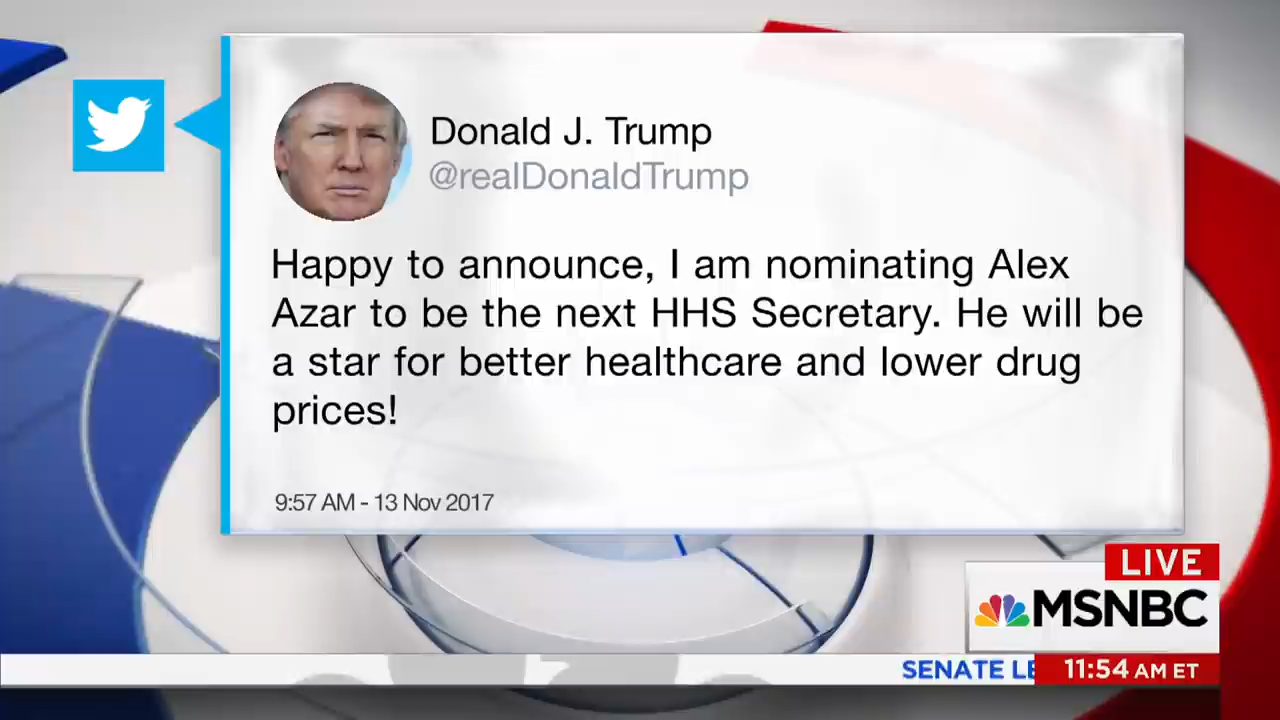 Donald J. Trump
@realDonaldTrump
Happy to announce, I am nominating Alex
Azar to be the next HHS Secretary. He will be
a star for better healthcare and lower drug
prices!
9:57 AM - 13 Nov 2017
LIVE
MSNBC
SENATE
11:54 AM ET